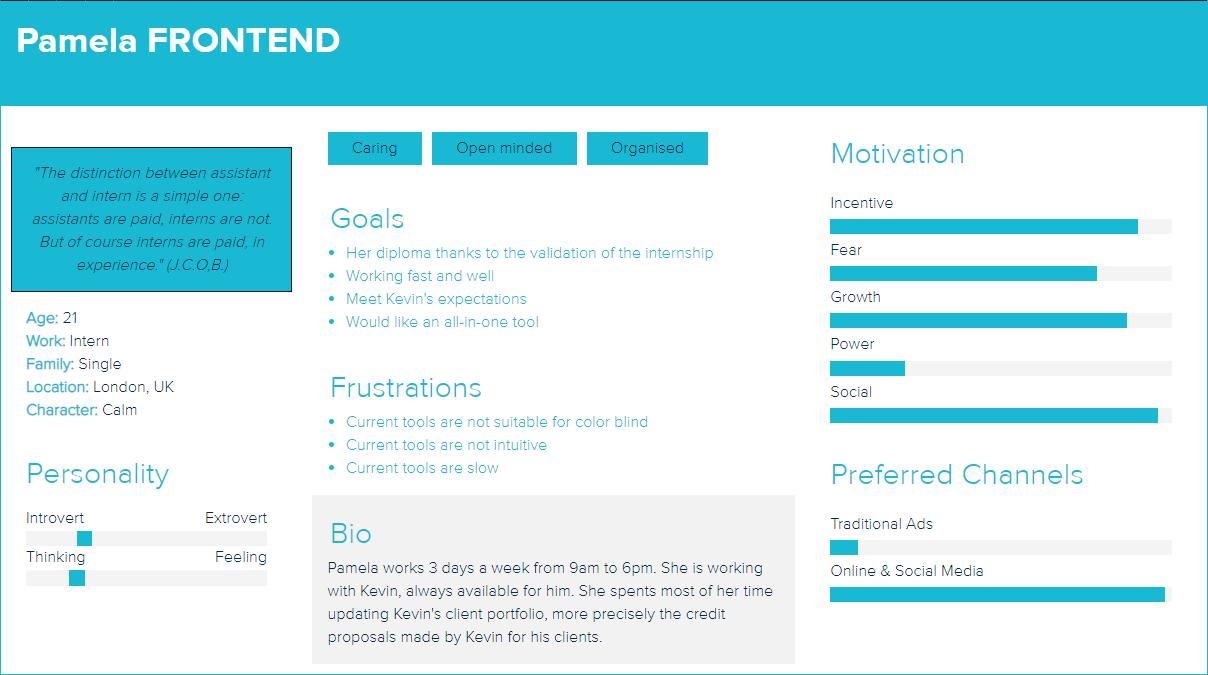 Pamela FRONTEND
"The distinction between assistant
and intern is a simple one:
assistants are paid, interns are not.
But of course interns are paid, in
experience." (J.C.O,B.)
Age: 21
Work: Intern
Family: Single
Location: London, UK
Character: Calm
Personality
Introvert Extrovert
Thinking Feeling
Caring Open minded Organised
Goals
Her diploma thanks to the validation of the internship
Working fast and well
Meet Kevin's expectations
Would like an all-in-one tool
Frustrations
Current tools are not suitable for color blind
Current tools are not intuitive
Current tools are slow
Bio
Pamela works 3 days a week from 9am to 6pm. She is working
with Kevin, always available for him. She spents most of her time
updating Kevin's client portfolio, more precisely the credit
proposals made by Kevin for his clients.
Motivation
Incentive
Fear
Growth
Power
Social
Preferred Channels
Traditional Ads
Online & Social Media